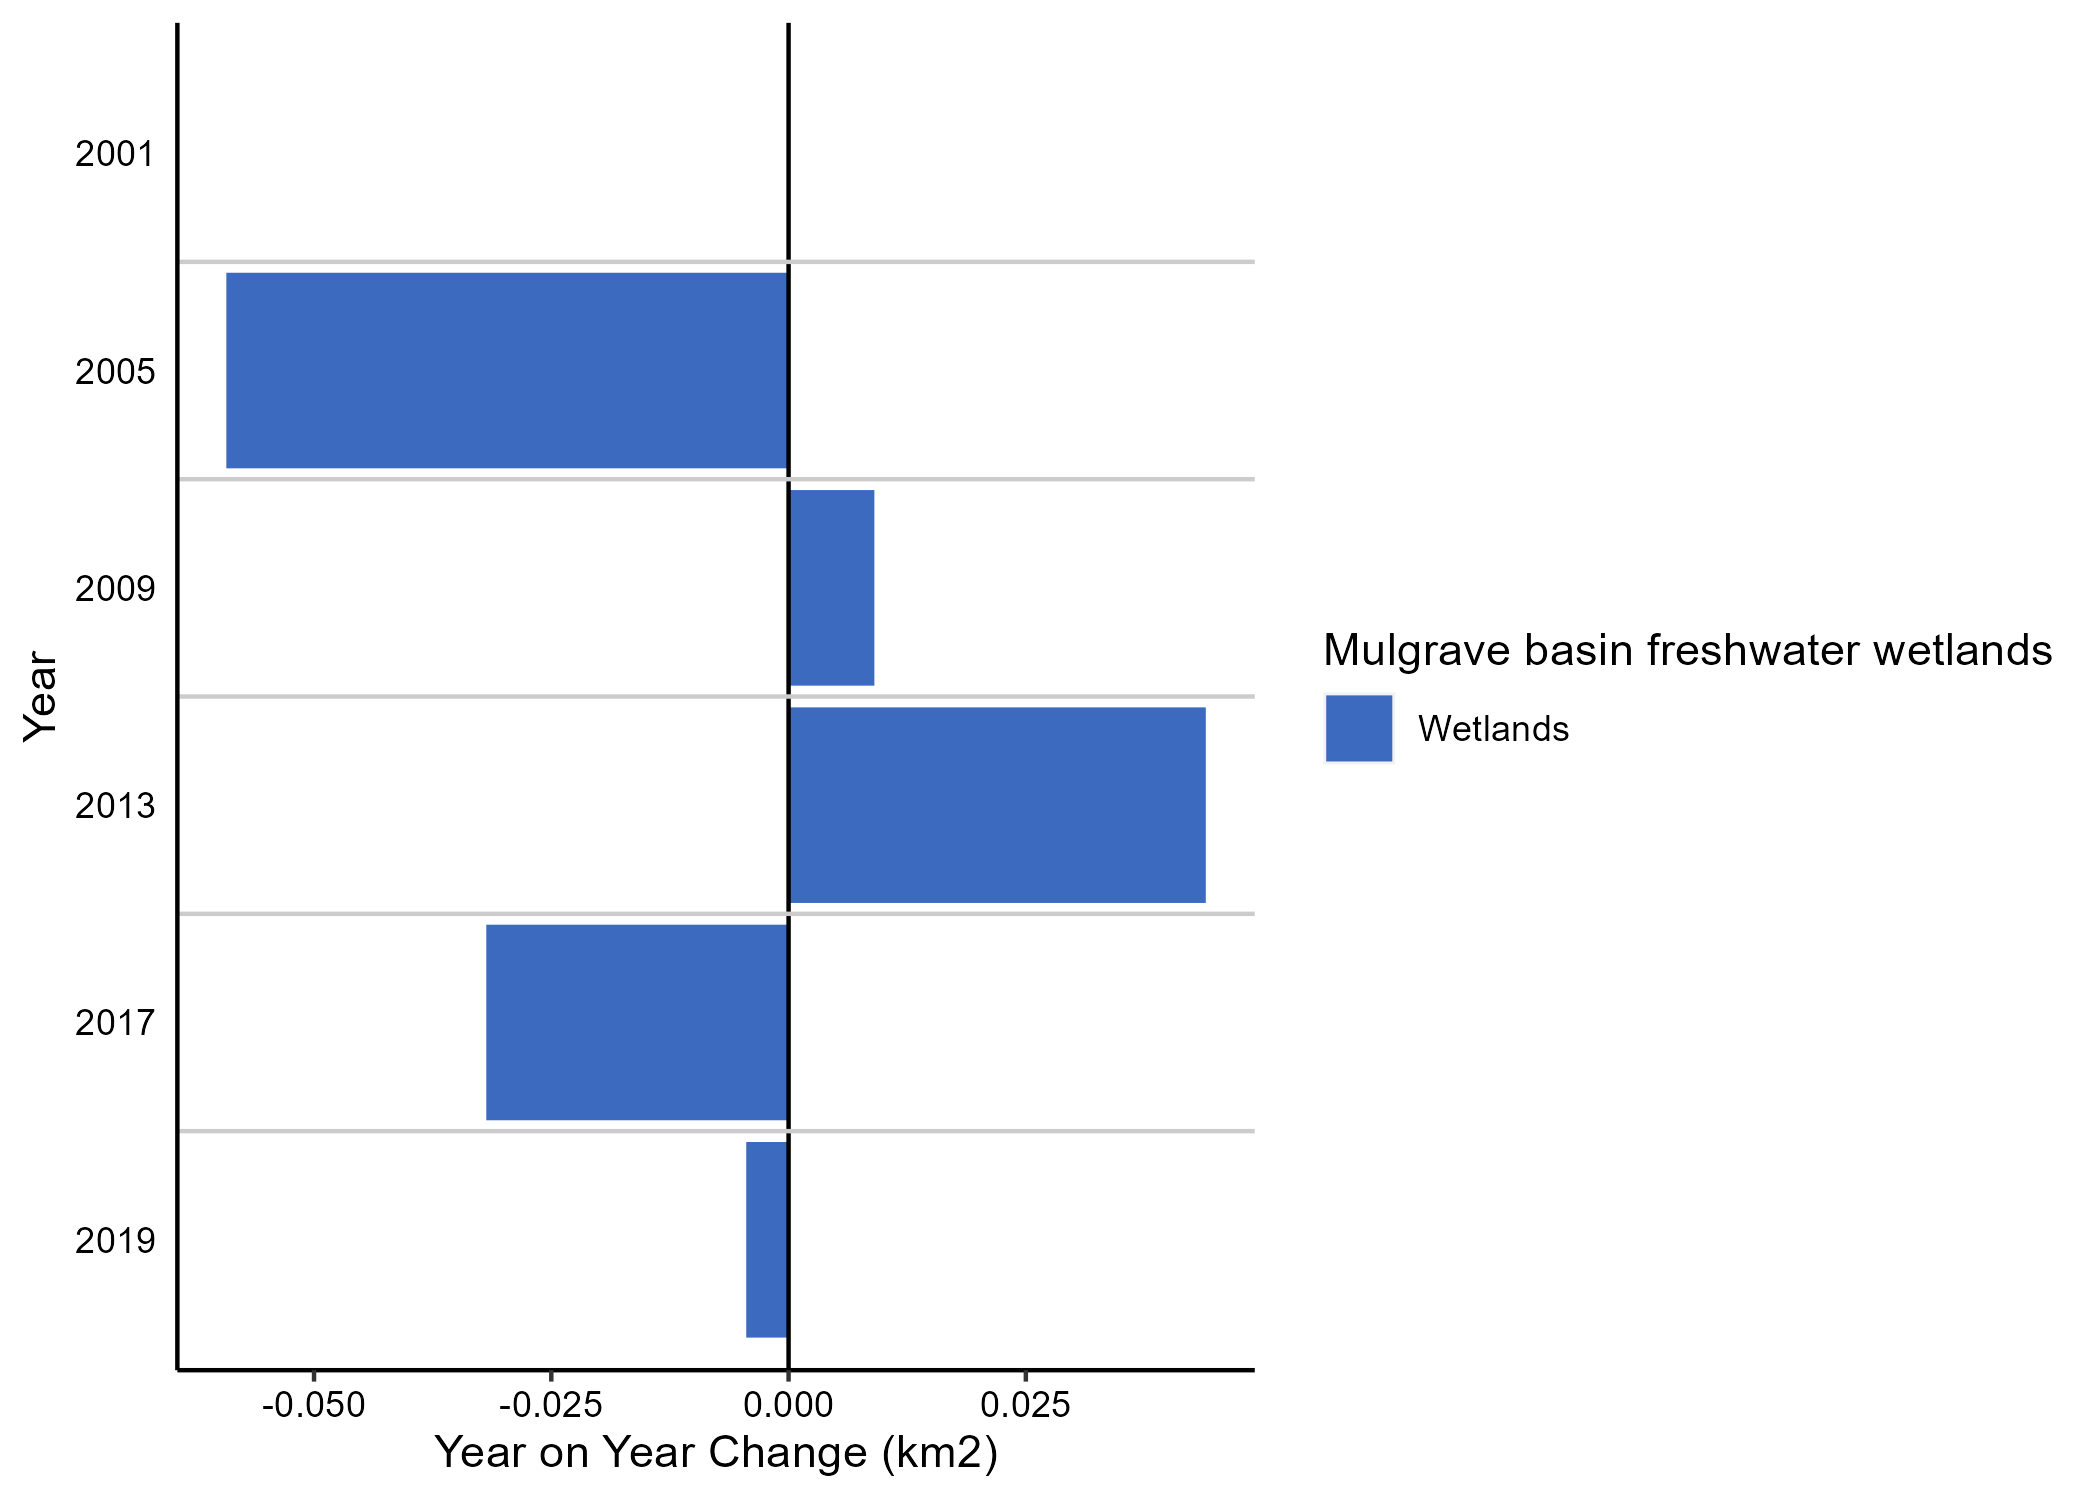 2001
2005
2009
2013
2017
2019
Year
-0.050 -0.025 0.000 0.025
Year on Year Change (km2)
Mulgrave basin freshwater wetlands
Wetlands